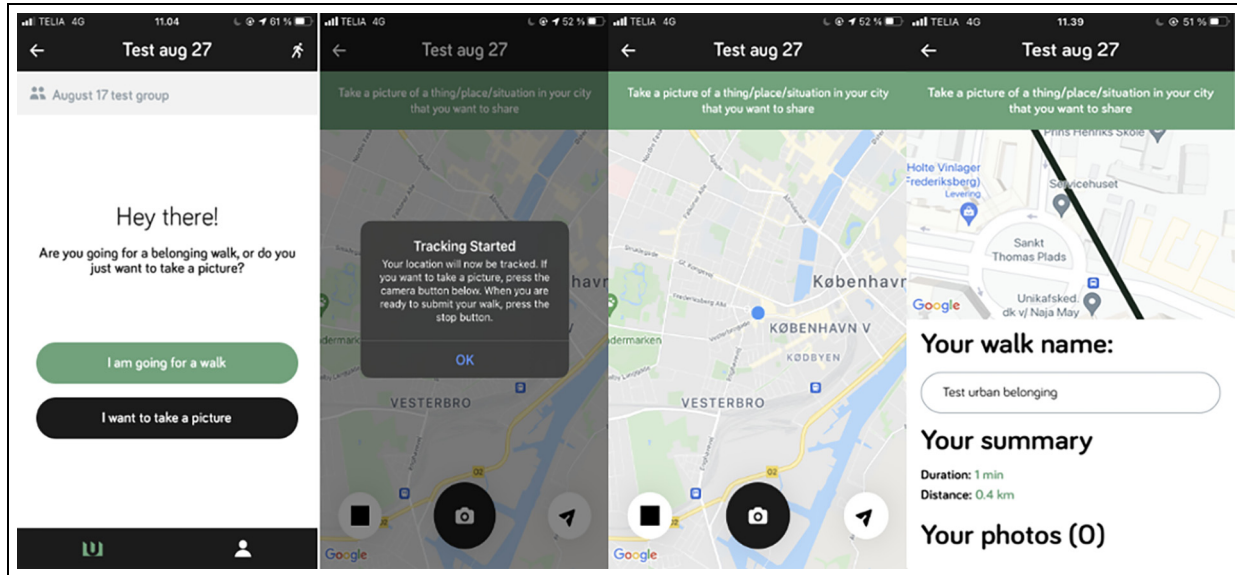 TELIA 4G 11.04 61 %
Test aug 27
August 17 test group
Hey there!
Are you going for a belonging walk, or do you
just want to take a picture?
I am going for a walk
I want to take a picture
TELIA 4G 52 %
Test aug 27
Take a picture of a thing/place/situation in your city
that you want to share
Tracking Started
Your location will now be tracked. If
you want to take a picture, press the
camera button below. When you are
ready to submit your walk, press the
stop button.
OK
havr
V
dermark
VESTERBRO
O2
Google
TELIA 4G 52 %
Test aug 27
Take a picture of a thing/place/situation in your city
that you want to share
Københavr
KØBENHAVN V
KØDBYEN
dermarken
VESTERBRO
O2
Google
TELIA 4G 11.39 51 %
Test aug 27
Take a picture of a thing/place/situation in your city
that you want to share
Prins Henriks Skole
Holte Vinlager
Frederiksberg)
Levering
Servicehuset
Sankt
Thomas Plads
Unikafsked.
dk v/ Naja May
Google
Your walk name:
Test urban belonging
Your summary
Duration: 1 min
Distance: 0.4 km
Your photos (0)